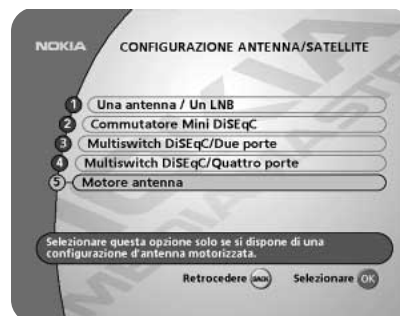 NOKIA
CONFIGURAZIONE ANTENNA/SATELLITE
1 Una antenna / Un LNB
2 Commutatore Mini DiSEqC
3 Multiswitch DiSEqC/Due porte
4 Multiswitch DiSEqC/Quattro porte
5 Motore antenna
Selezionare questa opzione solo se si dispone di una
configurazione d'antenna motorizzata.
Retrocedere BACK Selezionare OK
NOKIA
MEDIAMASTER